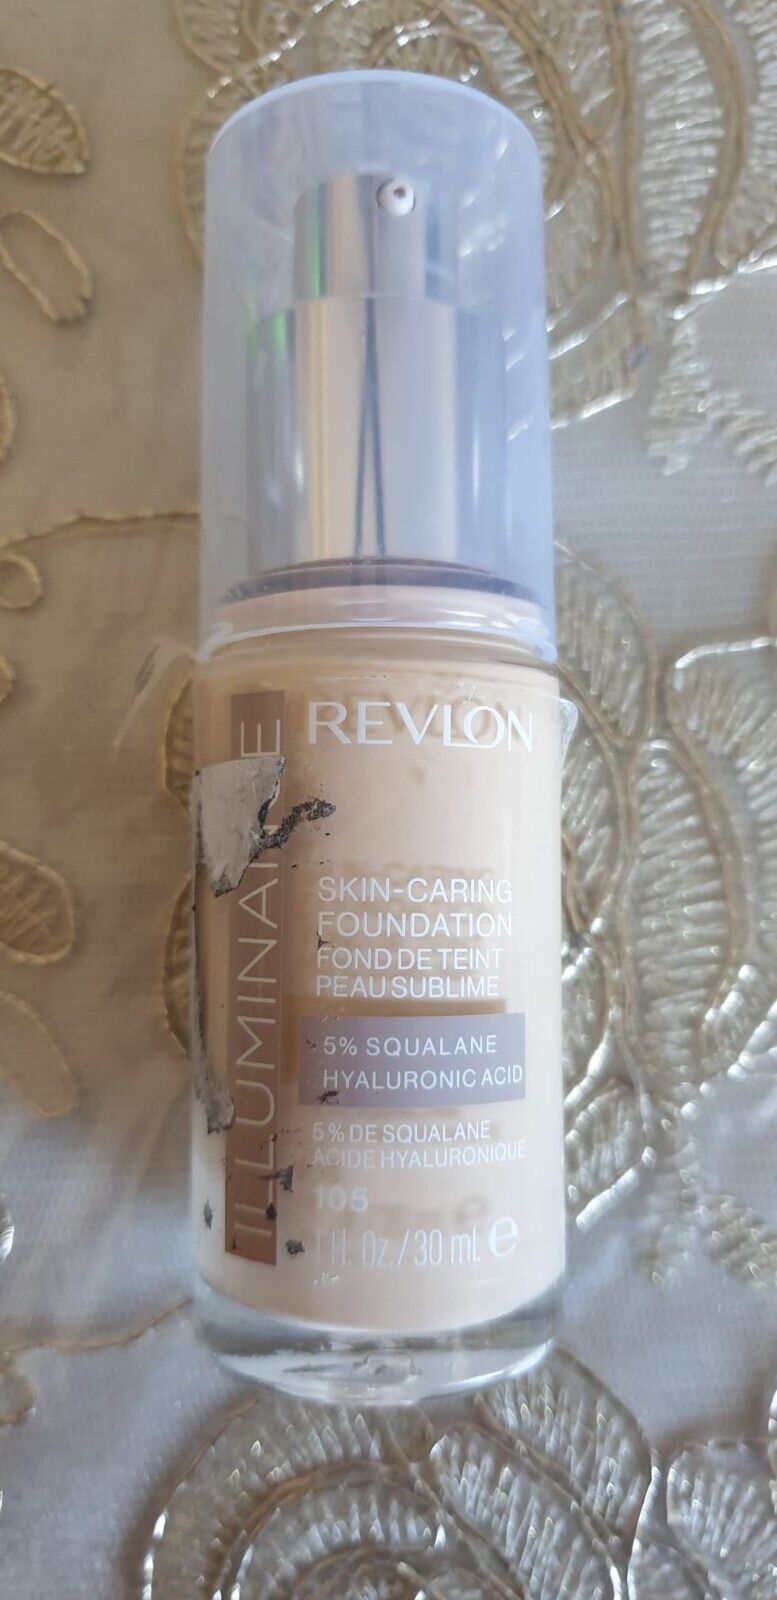 REVLON
SKIN-CARING
FOUNDATION
FOND DE TEINT
PEAU SUBLIME
5% SQUALANE
HYALURONIC ACID
5% DE SQUALANE
ACIDE HYALURONIQUE
105
1 fl. Oz./30 mL e